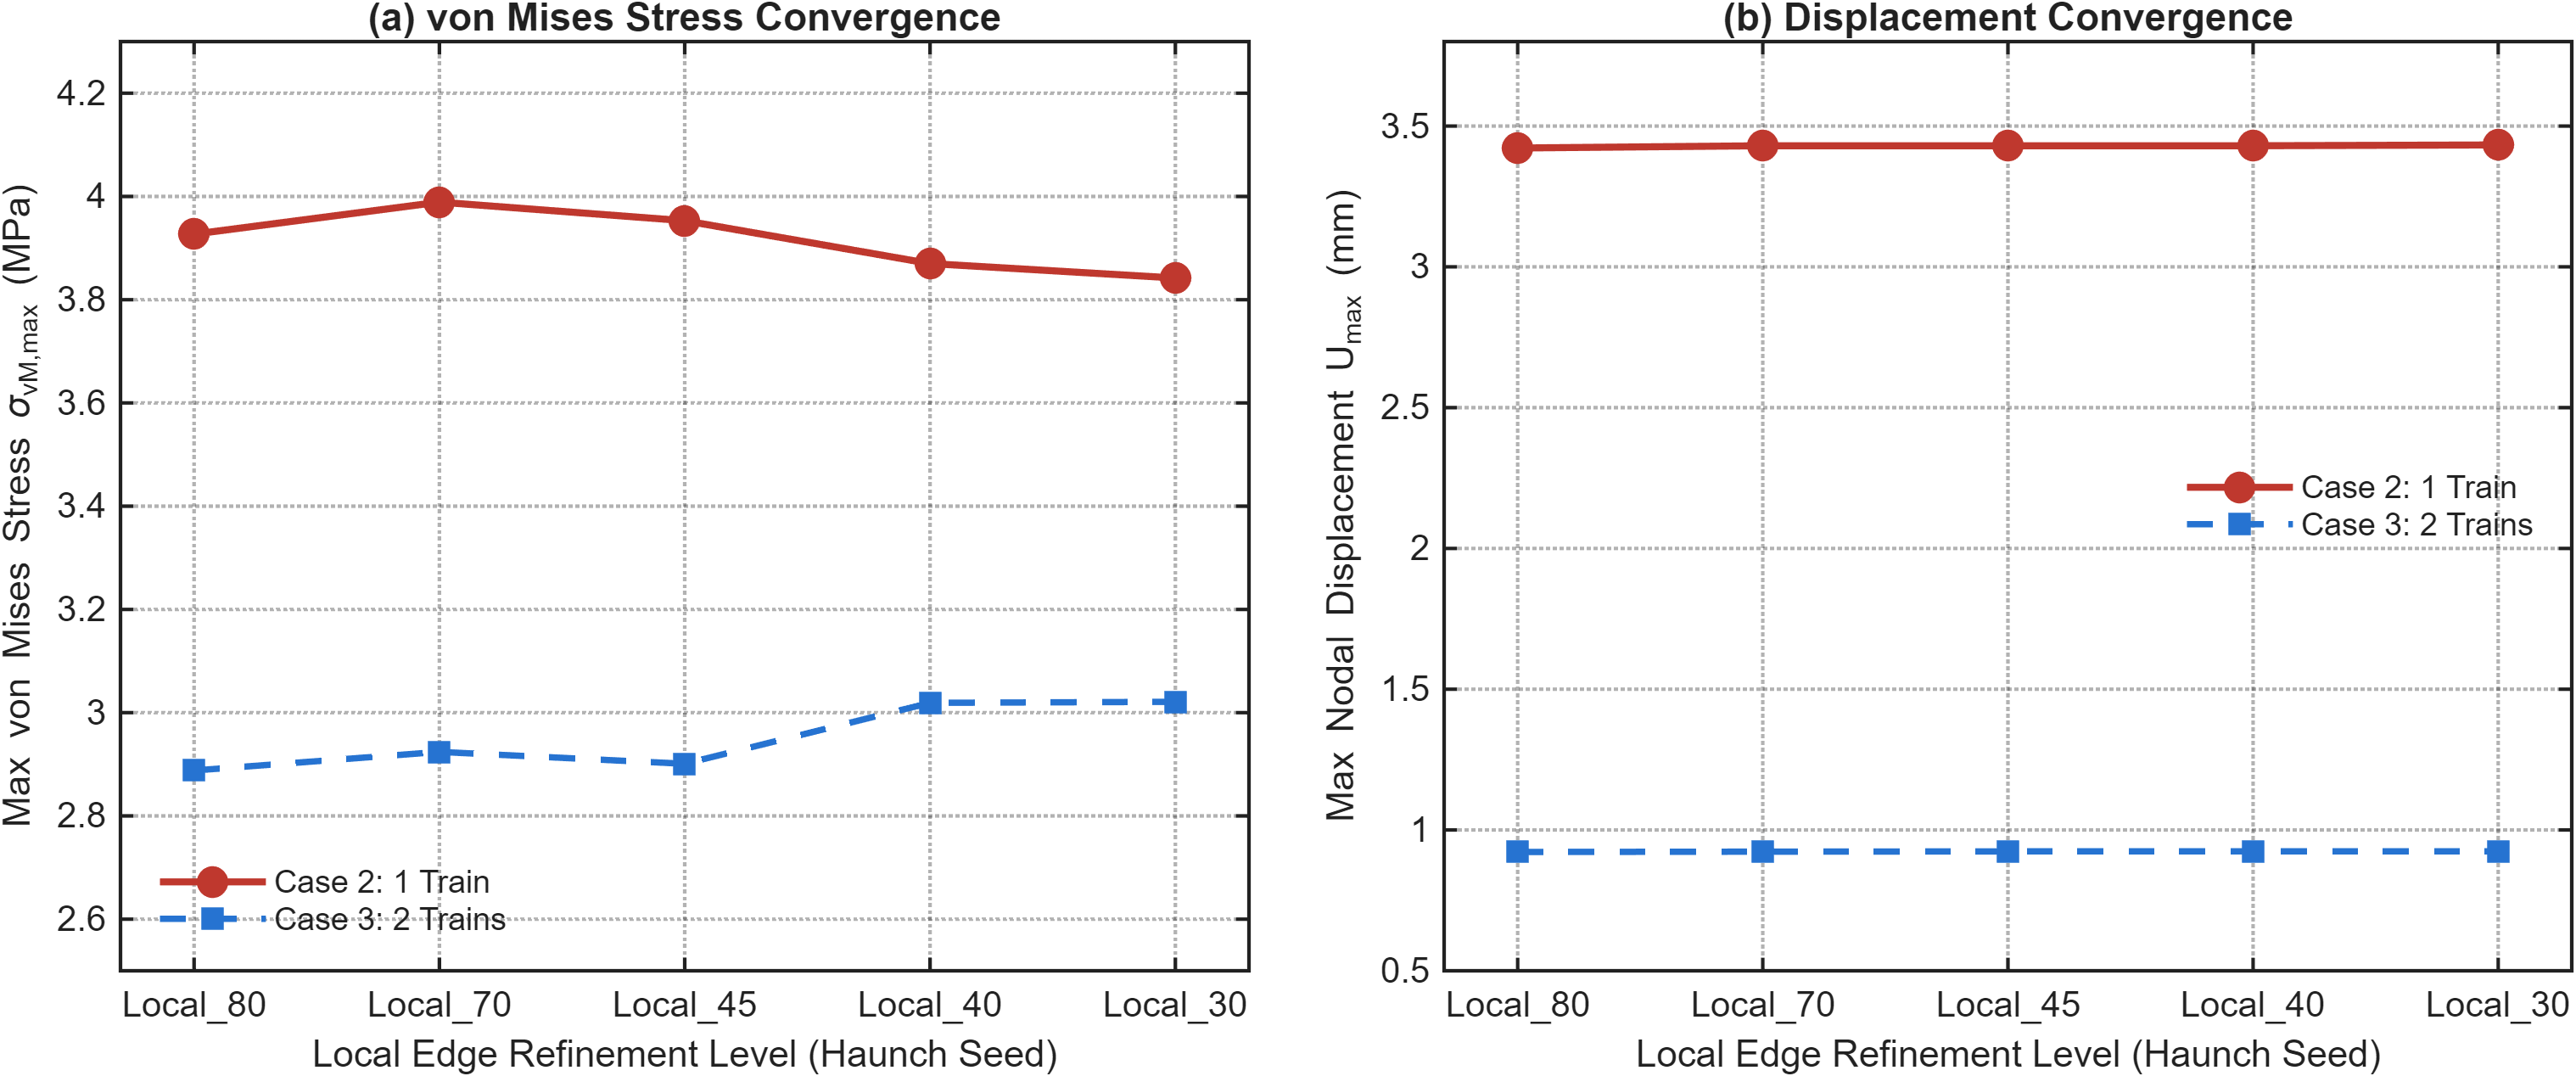 (a) von Mises Stress Convergence
Max von Mises Stress σvM,max (MPa)
4.2
4
3.8
3.6
3.4
3.2
3
2.8
2.6
Case 2: 1 Train
Case 3: 2 Trains
Local_80 Local_70 Local_45 Local_40 Local_30
Local Edge Refinement Level (Haunch Seed)
(b) Displacement Convergence
Max Nodal Displacement Umax (mm)
3.5
3
2.5
2
1.5
1
0.5
Case 2: 1 Train
Case 3: 2 Trains
Local_80 Local_70 Local_45 Local_40 Local_30
Local Edge Refinement Level (Haunch Seed)